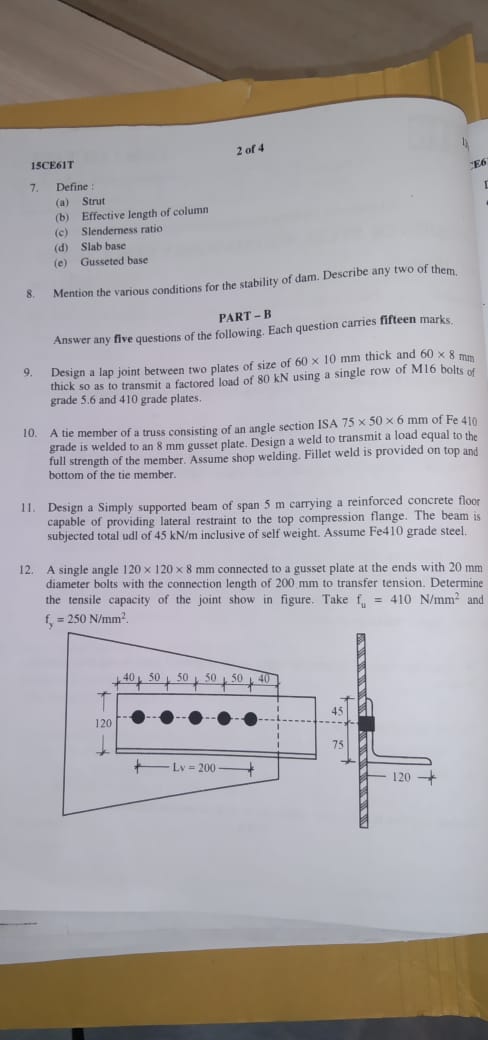 2 of 4
15CE61T
7. Define :
(a) Strut
(b) Effective length of column
(c) Slenderness ratio
(d) Slab base
(e) Gusseted base
8. Mention the various conditions for the stability of dam. Describe any two of them.
PART – B
Answer any five questions of the following. Each question carries fifteen marks.
9. Design a lap joint between two plates of size of 60 × 10 mm thick and 60 × 8 mm
thick so as to transmit a factored load of 80 kN using a single row of M16 bolts of
grade 5.6 and 410 grade plates.
10. A tie member of a truss consisting of an angle section ISA 75 × 50 × 6 mm of Fe 410
grade is welded to an 8 mm gusset plate. Design a weld to transmit a load equal to the
full strength of the member. Assume shop welding. Fillet weld is provided on top and
bottom of the tie member.
11. Design a Simply supported beam of span 5 m carrying a reinforced concrete floor
capable of providing lateral restraint to the top compression flange. The beam is
subjected total udl of 45 kN/m inclusive of self weight. Assume Fe410 grade steel.
12. A single angle 120 × 120 × 8 mm connected to a gusset plate at the ends with 20 mm
diameter bolts with the connection length of 200 mm to transfer tension. Determine
the tensile capacity of the joint show in figure. Take fu = 410 N/mm² and
fy = 250 N/mm².
40 50 50 50 50 40
120
Lv = 200
45
75
120